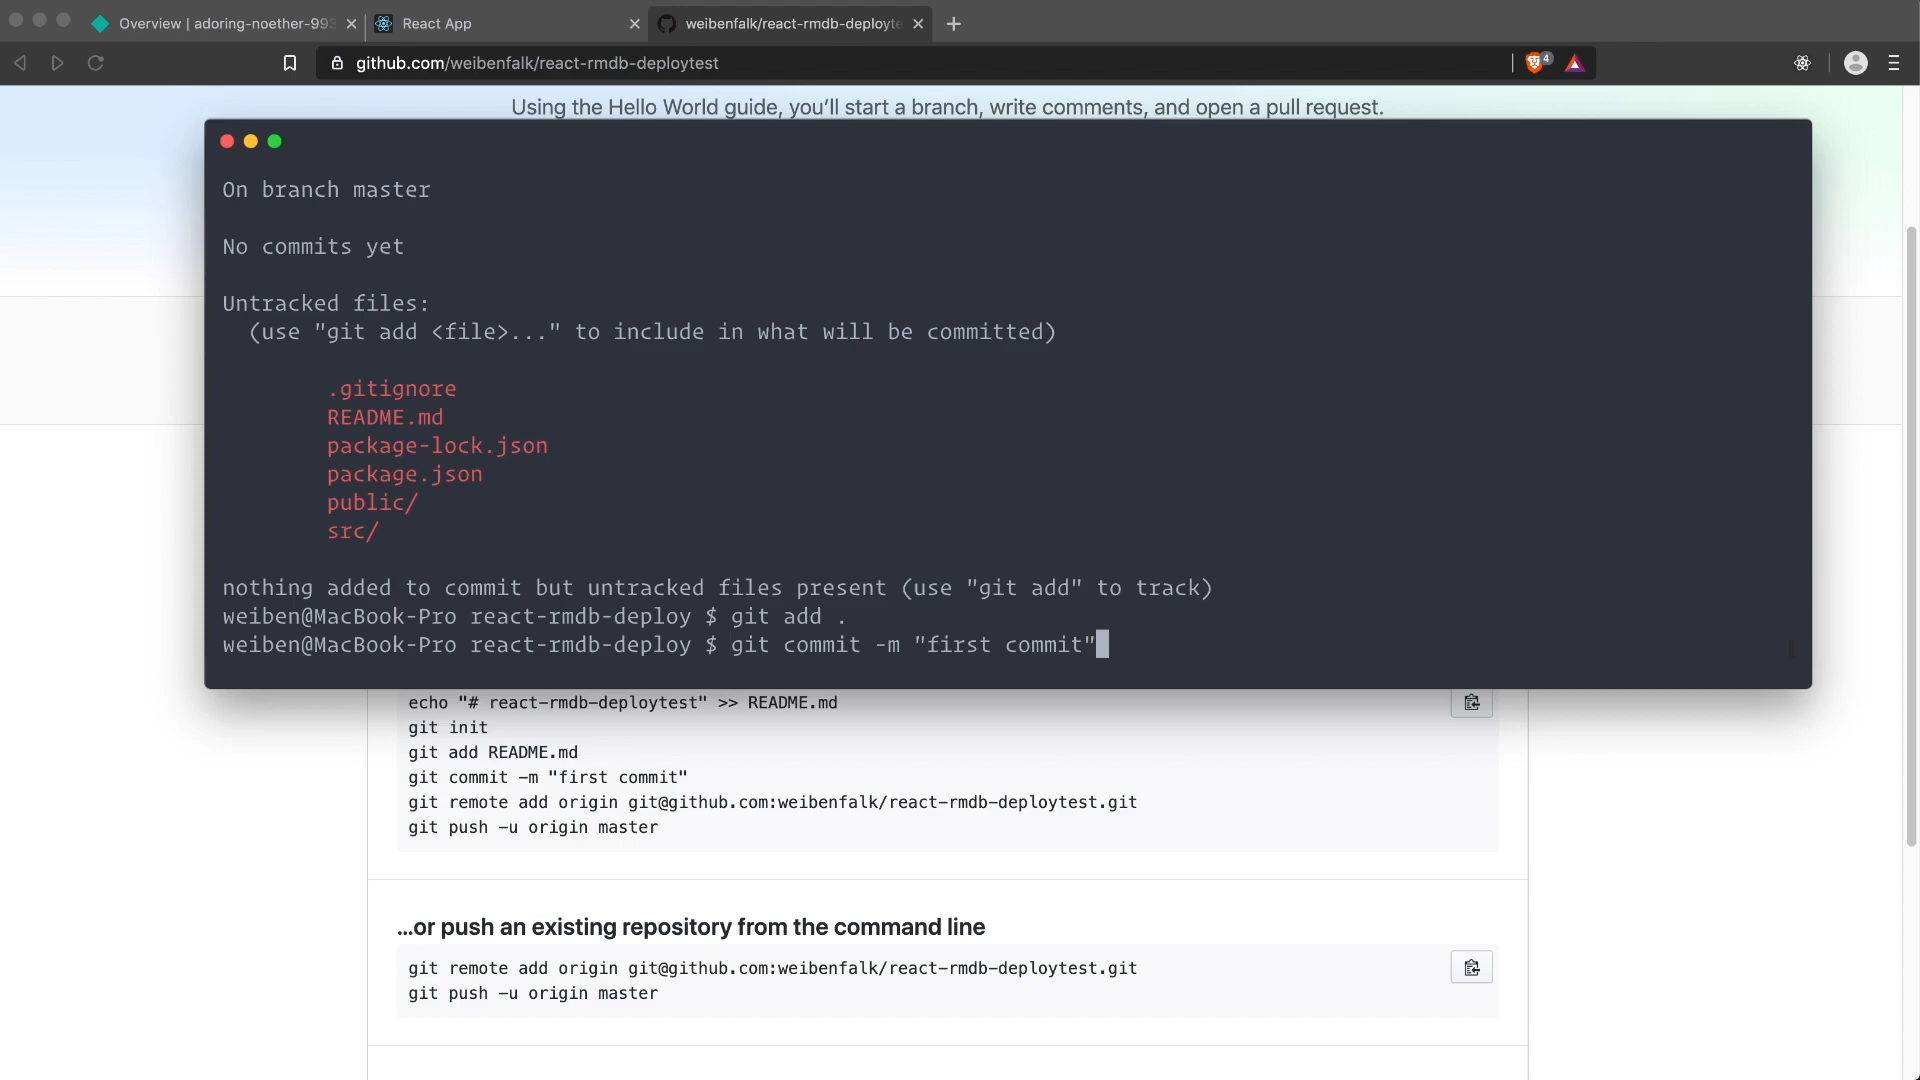 Overview | adoring-noether-993
React App
weibenfalk/react-rmdb-deployte
github.com/weibenfalk/react-rmdb-deploytest
4
Using the Hello World guide, you’ll start a branch, write comments, and open a pull request.
On branch master
No commits yet
Untracked files:
(use "git add <file>..." to include in what will be committed)
.gitignore
README.md
package-lock.json
package.json
public/
src/
nothing added to commit but untracked files present (use "git add" to track)
weiben@MacBook-Pro react-rmdb-deploy $ git add .
weiben@MacBook-Pro react-rmdb-deploy $ git commit -m "first commit"
echo "# react-rmdb-deploytest" >> README.md
git init
git add README.md
git commit -m "first commit"
git remote add origin git@github.com:weibenfalk/react-rmdb-deploytest.git
git push -u origin master
…or push an existing repository from the command line
git remote add origin git@github.com:weibenfalk/react-rmdb-deploytest.git
git push -u origin master